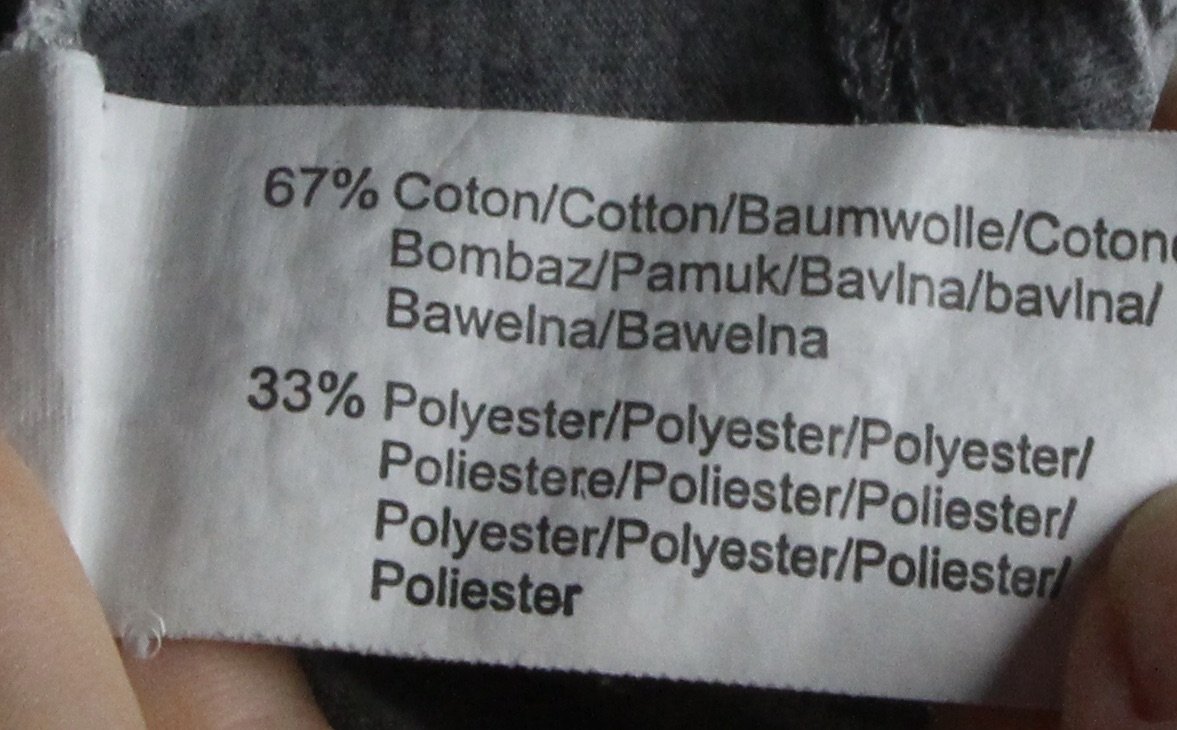 67% Coton/Cotton/Baumwolle/Cotone
Bombaz/Pamuk/Bavlna/bavlna/
Bawelna/Bawelna
33% Polyester/Polyester/Polyester/
Poliestere/Poliester/Poliester/
Polyester/Polyester/Poliester/
Poliester